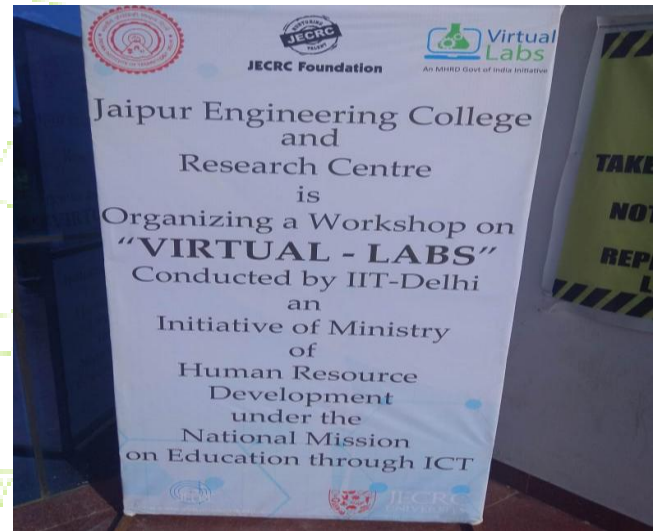 JECRC
JECRC Foundation
Virtual
Labs
An MHRD Govt of India Initiative
Jaipur Engineering College
and
Research Centre
is
Organizing a Workshop on
“VIRTUAL - LABS”
Conducted by IIT-Delhi
an
Initiative of Ministry
of
Human Resource
Development
under the
National Mission
on Education through ICT
JECRC
UNIVERSITY
TAKE
NOT
REP
L